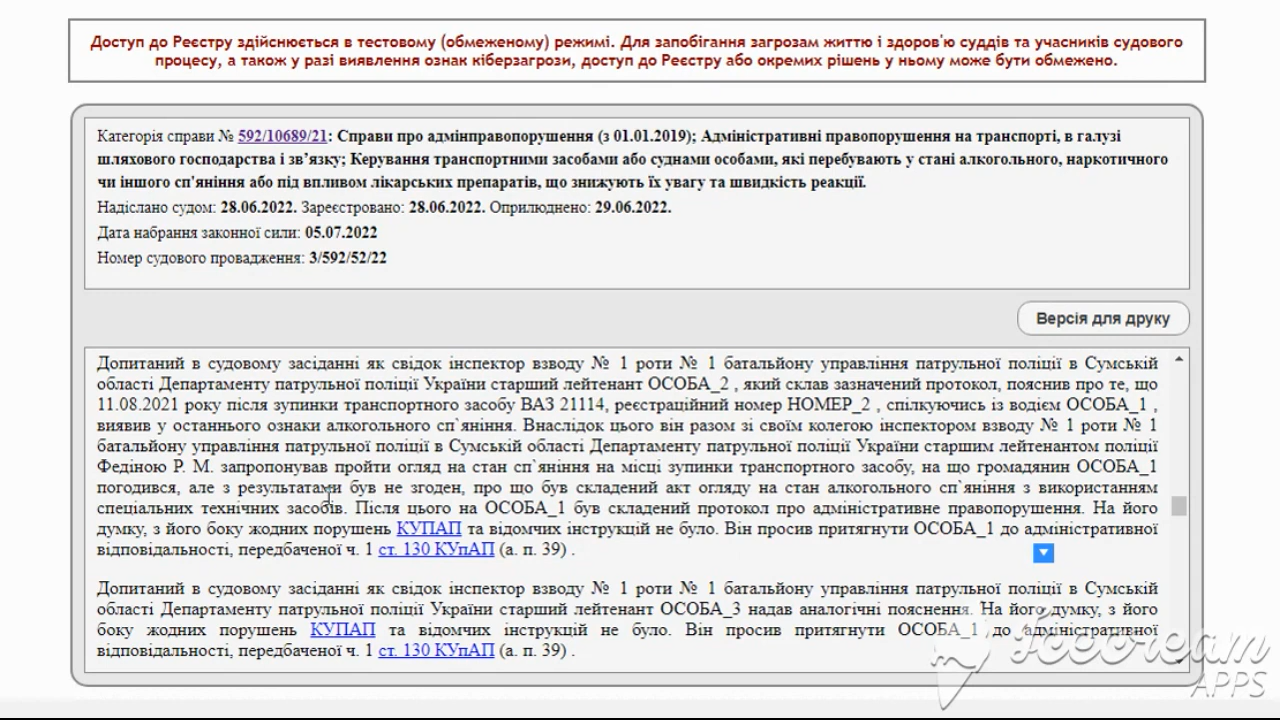 Доступ до Реєстру здійснюється в тестовому (обмеженому) режимі. Для запобігання загрозам життю і здоров'ю суддів та учасників судового
процесу, а також у разі виявлення ознак кіберзагрози, доступ до Реєстру або окремих рішень у ньому може бути обмежено.
Категорія справи № 592/10689/21: Справи про адмінправопорушення (з 01.01.2019); Адміністративні правопорушення на транспорті, в галузі
шляхового господарства і зв’язку; Керування транспортними засобами або суднами особами, які перебувають у стані алкогольного, наркотичного
чи іншого сп'яніння або під впливом лікарських препаратів, що знижують їх увагу та швидкість реакції.
Надіслано судом: 28.06.2022. Зареєстровано: 28.06.2022. Оприлюднено: 29.06.2022.
Дата набрання законної сили: 05.07.2022
Номер судового провадження: 3/592/52/22
Версія для друку
Допитаний в судовому засіданні як свідок інспектор взводу № 1 роти № 1 батальйону управління патрульної поліції в Сумській
області Департаменту патрульної поліції України старший лейтенант ОСОБА_2 , який склав зазначений протокол, пояснив про те, що
11.08.2021 року після зупинки транспортного засобу ВАЗ 21114, реєстраційний номер НОМЕР_2 , спілкуючись із водієм ОСОБА_1 ,
виявив у останнього ознаки алкогольного сп`яніння. Внаслідок цього він разом зі своїм колегою інспектором взводу № 1 роти № 1
батальйону управління патрульної поліції в Сумській області Департаменту патрульної поліції України старшим лейтенантом поліції
Федіною Р. М. запропонував пройти огляд на стан сп`яніння на місці зупинки транспортного засобу, на що громадянин ОСОБА_1
погодився, але з результатами був не згоден, про що був складений акт огляду на стан алкогольного сп`яніння з використанням
спеціальних технічних засобів. Після цього на ОСОБА_1 був складений протокол про адміністративне правопорушення. На його
думку, з його боку жодних порушень КУПАП та відомчих інструкцій не було. Він просив притягнути ОСОБА_1 до адміністративної
відповідальності, передбаченої ч. 1 ст. 130 КУпАП (а. п. 39) .
Допитаний в судовому засіданні як свідок інспектор взводу № 1 роти № 1 батальйону управління патрульної поліції в Сумській
області Департаменту патрульної поліції України старший лейтенант ОСОБА_3 надав аналогічні пояснення. На його думку, з його
боку жодних порушень КУПАП та відомчих інструкцій не було. Він просив притягнути ОСОБА_1 до адміністративної
відповідальності, передбаченої ч. 1 ст. 130 КУпАП (а. п. 39) .
Icecream
APPS